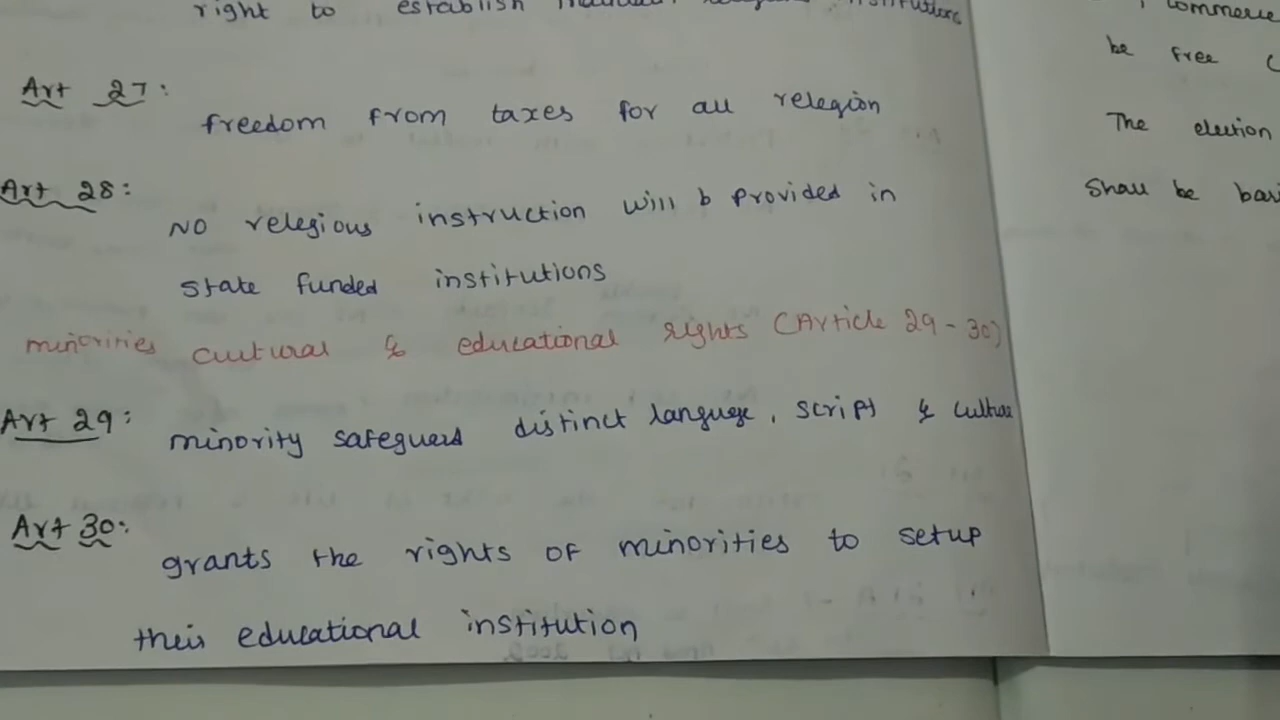 right to establish
Art 27:
freedom from taxes for all relegion
Art 28:
NO relegious instruction will b provided in
state funded institutions
minorities cultural & educational rights (Article 29-30)
Art 29:
minority safeguard distinct language, script & culture
Art 30:
grants the rights of minorities to setup
their educational institution
commerce
be free
The election
shall be